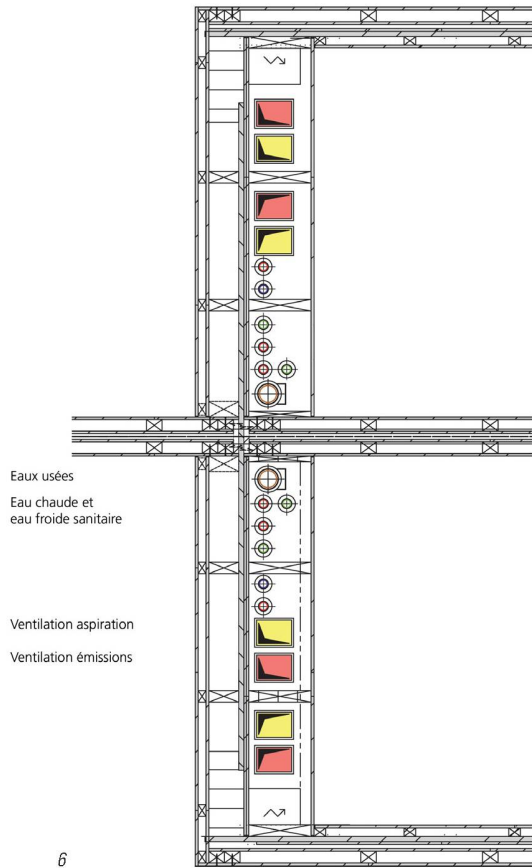 Eaux usées
Eau chaude et
eau froide sanitaire
Ventilation aspiration
Ventilation émissions
6